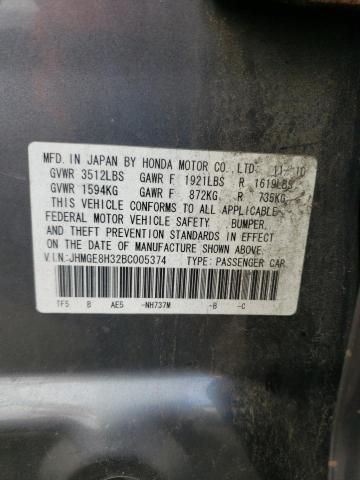 MFD. IN JAPAN BY HONDA MOTOR CO., LTD. 11/10
GVWR 3512LBS GAWR F 1921LBS R 1619LBS
GVWR 1594KG GAWR F 872KG R 735KG
THIS VEHICLE CONFORMS TO ALL APPLICABLE
FEDERAL MOTOR VEHICLE SAFETY, BUMPER,
AND THEFT PREVENTION STANDARDS IN EFFECT
ON THE DATE OF MANUFACTURE SHOWN ABOVE.
V.I.N.:JHMGE8H32BC005374 TYPE: PASSENGER CAR
TF5 B AE5 -NH737M -B -C